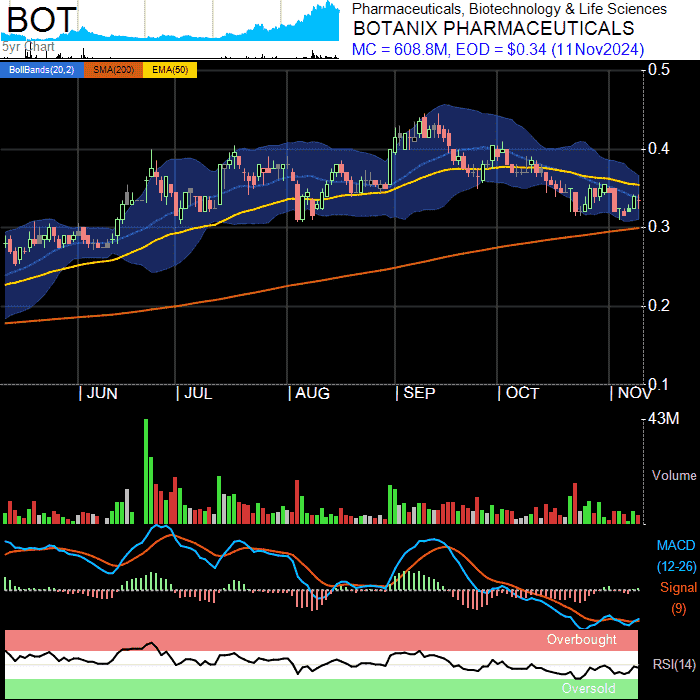 BOT
5yr Chart
Pharmaceuticals, Biotechnology & Life Sciences
BOTANIX PHARMACEUTICALS
MC = 608.8M, EOD = $0.34 (11Nov2024)
BollBands(20,2) SMA(200) EMA(50)
0.5
0.4
0.3
0.2
0.1
JUN JUL AUG SEP OCT NOV
43M
Volume
MACD
(12-26)
Signal
(9)
Overbought
RSI(14)
Oversold